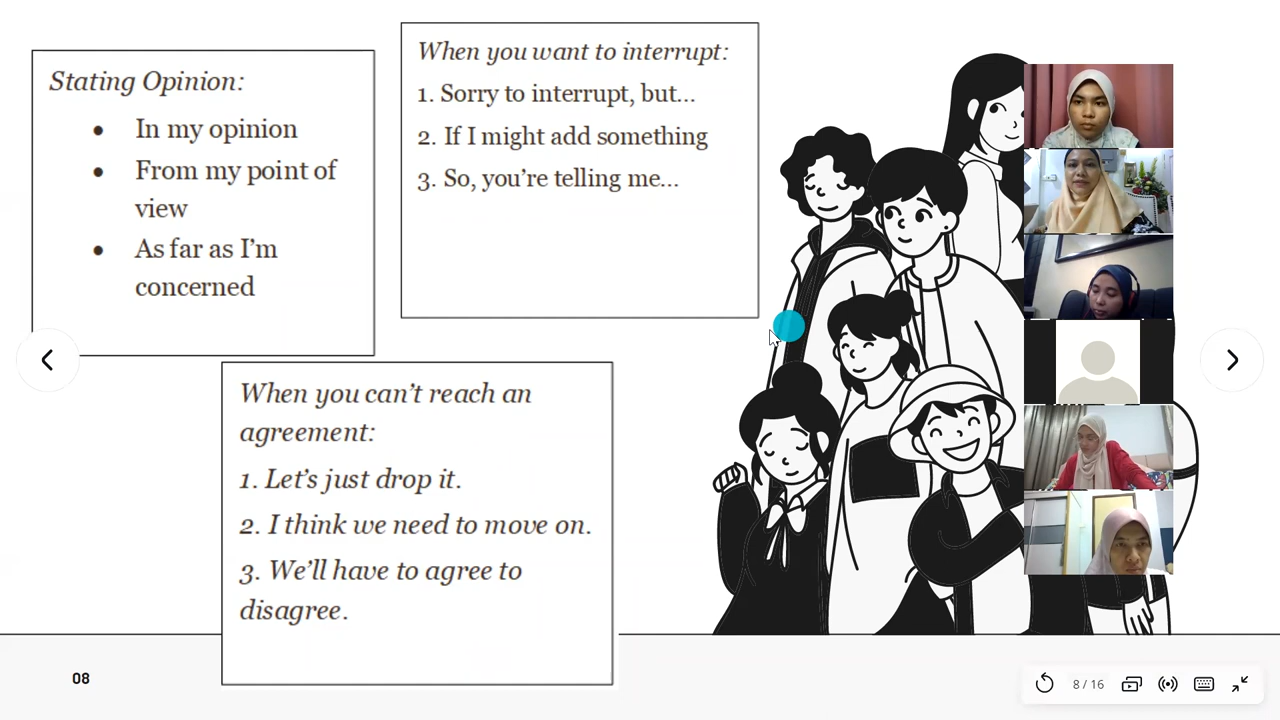 Stating Opinion:
• In my opinion
• From my point of
view
• As far as I’m
concerned
When you want to interrupt:
1. Sorry to interrupt, but...
2. If I might add something
3. So, you’re telling me...
When you can’t reach an
agreement:
1. Let’s just drop it.
2. I think we need to move on.
3. We’ll have to agree to
disagree.
08
8 / 16